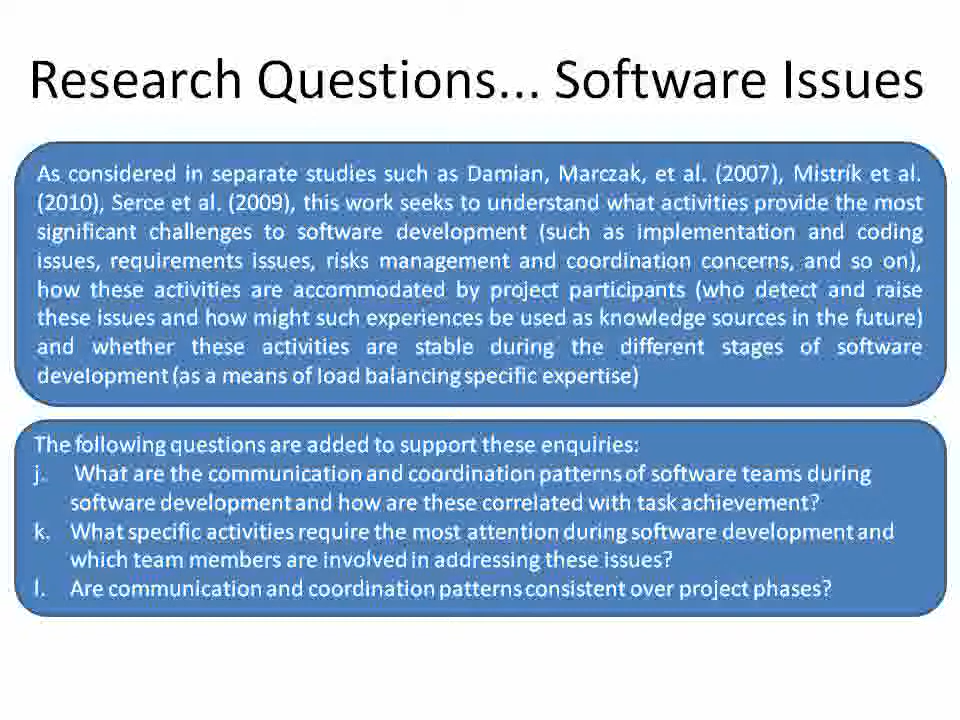 Research Questions... Software Issues
As considered in separate studies such as Damian, Marczak, et al. (2007), Mistrík et al.
(2010), Serce et al. (2009), this work seeks to understand what activities provide the most
significant challenges to software development (such as implementation and coding
issues, requirements issues, risks management and coordination concerns, and so on),
how these activities are accommodated by project participants (who detect and raise
these issues and how might such experiences be used as knowledge sources in the future)
and whether these activities are stable during the different stages of software
development (as a means of load balancing specific expertise)
The following questions are added to support these enquiries:
j. What are the communication and coordination patterns of software teams during
software development and how are these correlated with task achievement?
k. What specific activities require the most attention during software development and
which team members are involved in addressing these issues?
l. Are communication and coordination patterns consistent over project phases?